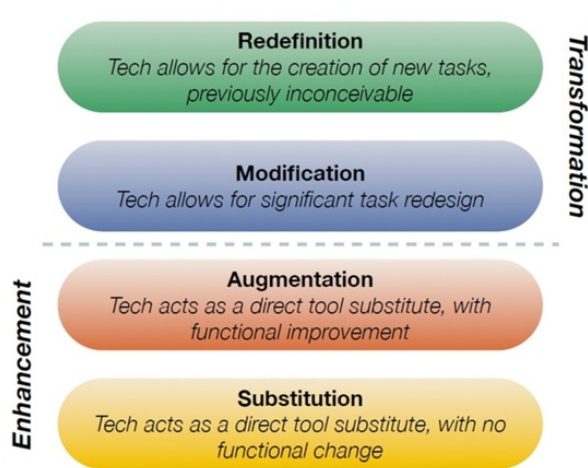 Redefinition
Tech allows for the creation of new tasks,
previously inconceivable
Transformation
Modification
Tech allows for significant task redesign
Enhancement
Augmentation
Tech acts as a direct tool substitute, with
functional improvement
Substitution
Tech acts as a direct tool substitute, with no
functional change